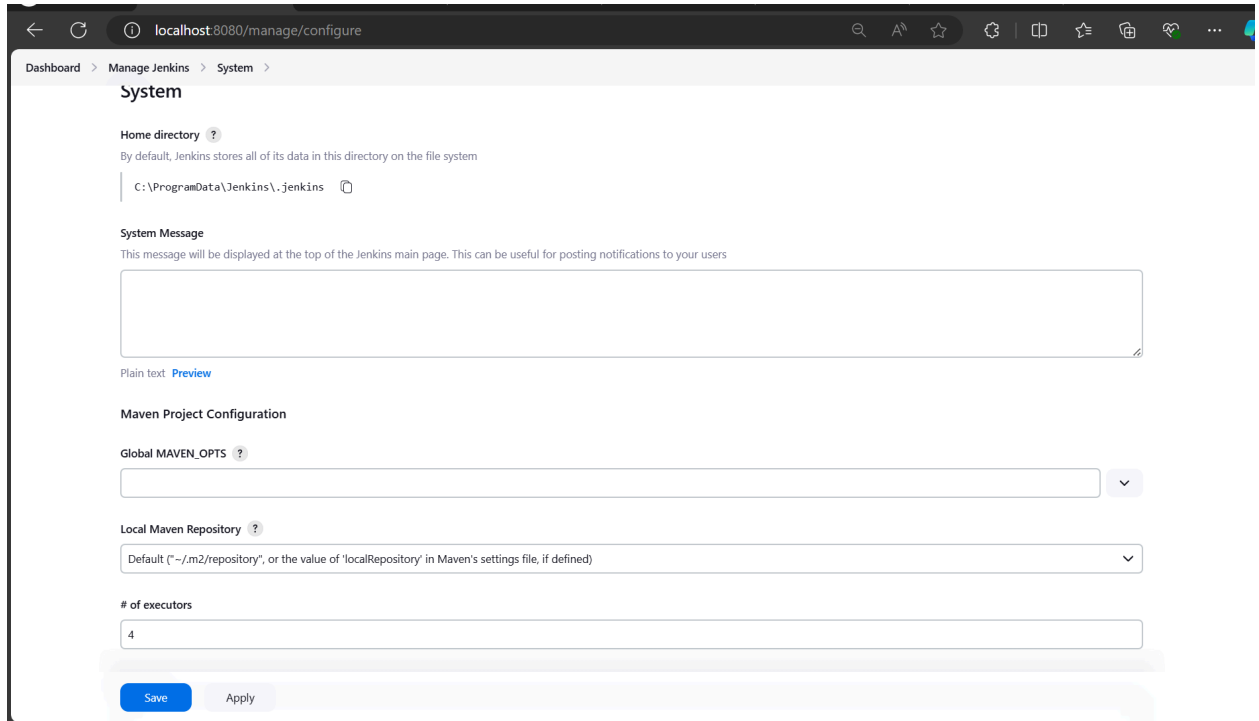 localhost:8080/manage/configure
Dashboard > Manage Jenkins > System >
System
Home directory ?
By default, Jenkins stores all of its data in this directory on the file system
C:\ProgramData\Jenkins\.jenkins
System Message
This message will be displayed at the top of the Jenkins main page. This can be useful for posting notifications to your users
Plain text Preview
Maven Project Configuration
Global MAVEN_OPTS ?
Local Maven Repository ?
Default ("~/.m2/repository", or the value of 'localRepository' in Maven's settings file, if defined)
# of executors
4
Save Apply